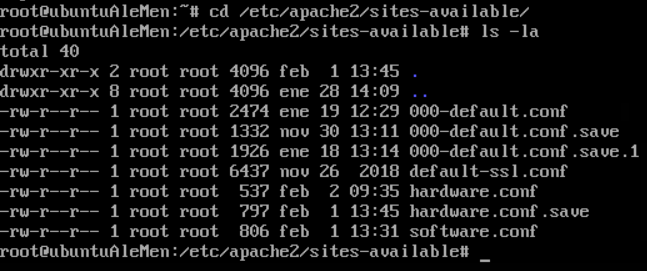 root@ubuntuAleMen:~# cd /etc/apache2/sites-available/
root@ubuntuAleMen:/etc/apache2/sites-available# ls -la
total 40
drwxr-xr-x 2 root root 4096 feb  1 13:45 .
drwxr-xr-x 8 root root 4096 ene 28 14:09 ..
-rw-r--r-- 1 root root 2474 ene 19 12:29 000-default.conf
-rw-r--r-- 1 root root 1332 nov 30 13:11 000-default.conf.save
-rw-r--r-- 1 root root 1926 ene 18 13:14 000-default.conf.save.1
-rw-r--r-- 1 root root 6437 nov 26  2018 default-ssl.conf
-rw-r--r-- 1 root root  537 feb  2 09:35 hardware.conf
-rw-r--r-- 1 root root  797 feb  1 13:45 hardware.conf.save
-rw-r--r-- 1 root root  806 feb  1 13:31 software.conf
root@ubuntuAleMen:/etc/apache2/sites-available# _